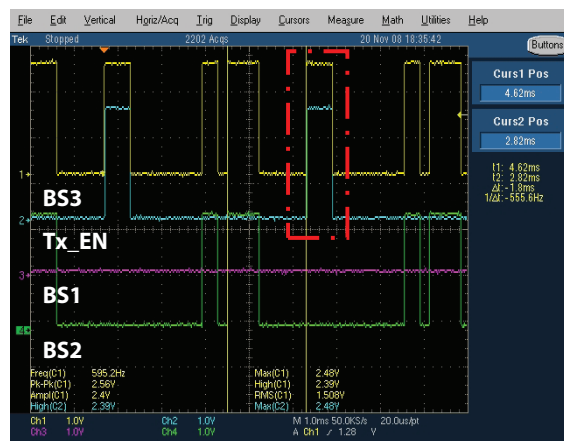 File Edit Vertical Horiz/Acq Trig Display Cursors Measure Math Utilities Help
Tek Stopped 2202 Acqs 20 Nov 08 18:35:42
Buttons
Curs1 Pos
4.62ms
Curs2 Pos
2.82ms
t1: 4.62ms
t2: 2.82ms
Δt: -1.8ms
1/Δt: -555.6Hz
1
BS3
2
Tx_EN
3
BS1
4
BS2
Freq(C1) 595.2Hz Max(C1) 2.48V
Pk-Pk(C1) 2.56V High(C1) 2.39V
Ampl(C1) 2.4V RMS(C1) 1.508V
High(C2) 2.39V Max(C2) 2.48V
Ch1 1.0V Ch2 1.0V M 1.0ms 50.0KS/s 20.0us/pt
Ch3 1.0V Ch4 1.0V A Ch1 / 1.28 V